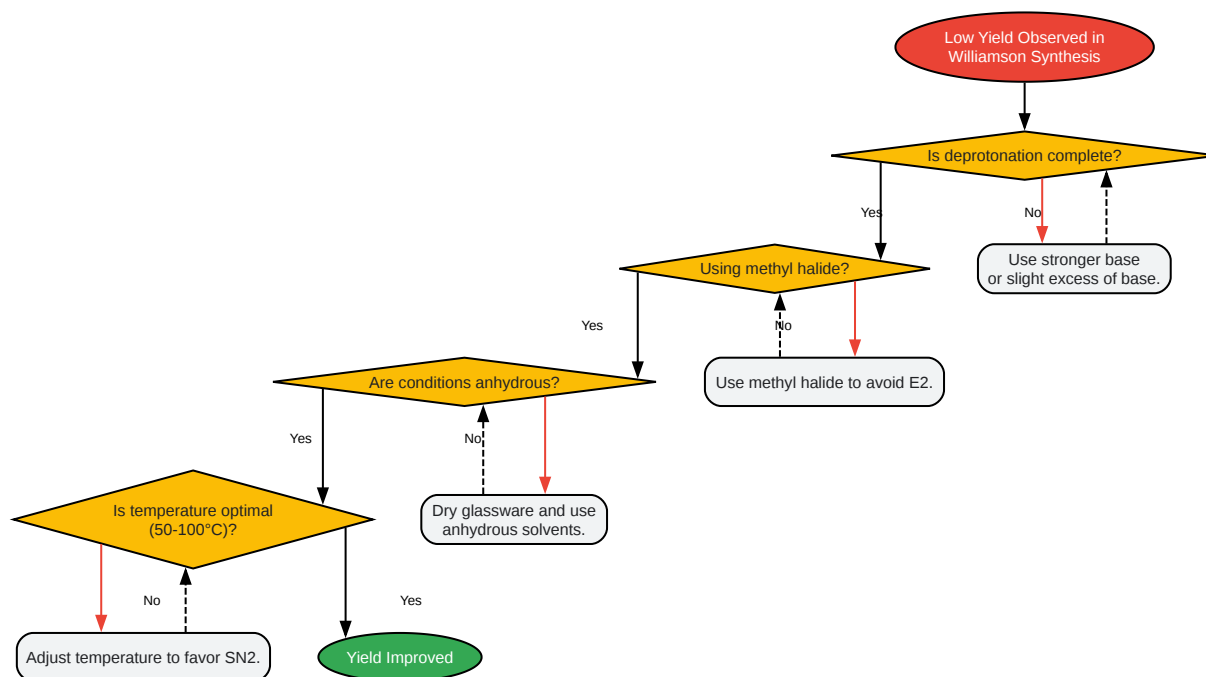 Low Yield Observed in
Williamson Synthesis
Is deprotonation complete?
Yes
No
Use stronger base
or slight excess of base.
Using methyl halide?
Yes
No
Use methyl halide to avoid E2.
Are conditions anhydrous?
Yes
No
Dry glassware and use
anhydrous solvents.
Is temperature optimal
(50-100°C)?
No
Yes
Adjust temperature to favor SN2.
Yield Improved